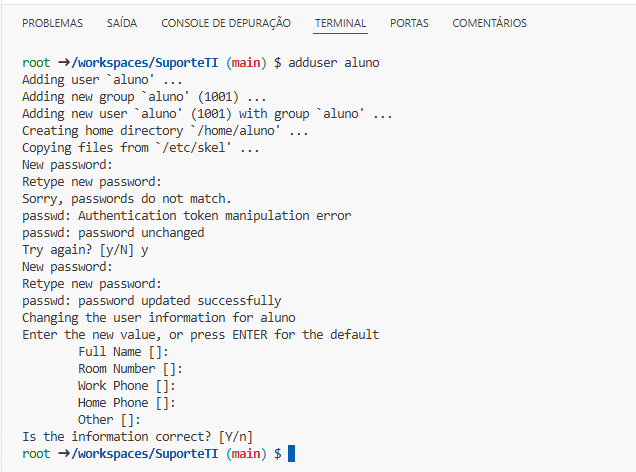 PROBLEMAS SAÍDA CONSOLE DE DEPURAÇÃO TERMINAL PORTAS COMENTÁRIOS
root ➜/workspaces/SuporteTI (main) $ adduser aluno
Adding user `aluno' ...
Adding new group `aluno' (1001) ...
Adding new user `aluno' (1001) with group `aluno' ...
Creating home directory `/home/aluno' ...
Copying files from `/etc/skel' ...
New password:
Retype new password:
Sorry, passwords do not match.
passwd: Authentication token manipulation error
passwd: password unchanged
Try again? [y/N] y
New password:
Retype new password:
passwd: password updated successfully
Changing the user information for aluno
Enter the new value, or press ENTER for the default
Full Name []:
Room Number []:
Work Phone []:
Home Phone []:
Other []:
Is the information correct? [Y/n]
root ➜/workspaces/SuporteTI (main) $